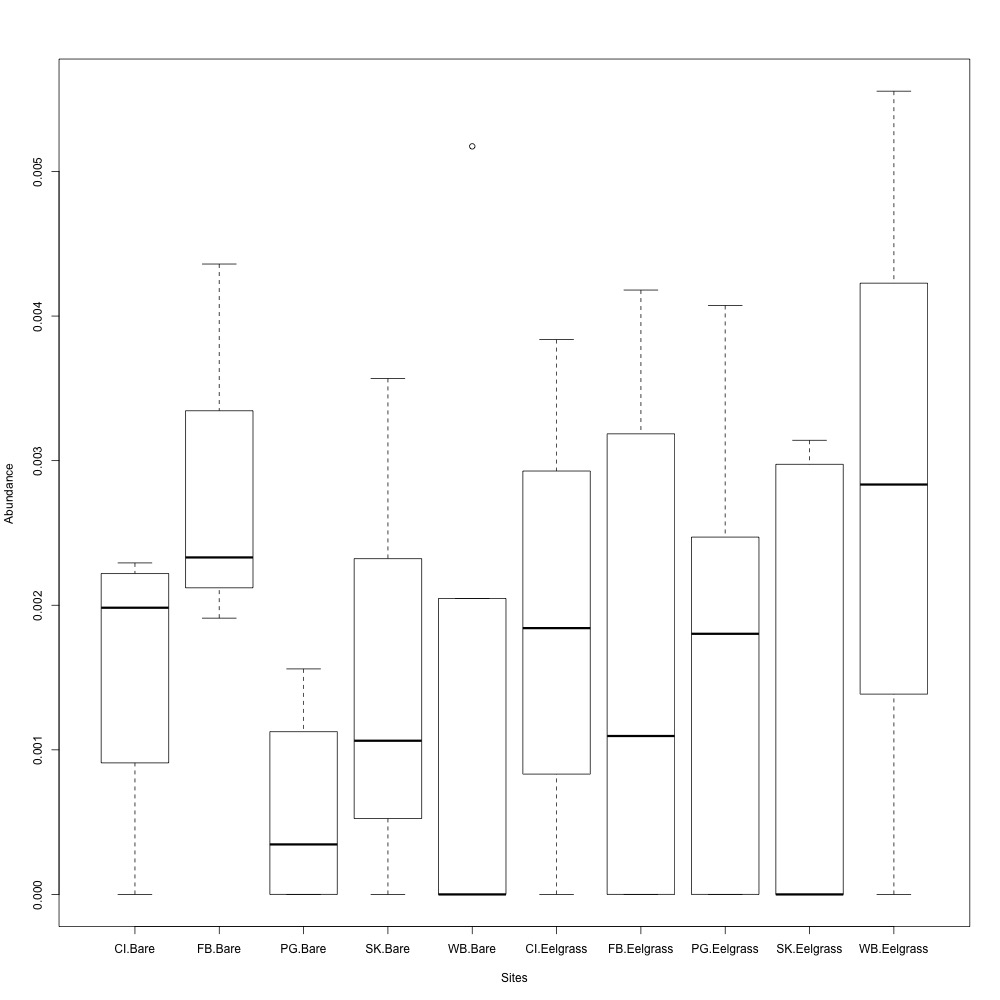 Abundance
0.005
0.004
0.003
0.002
0.001
0.000
CI.Bare FB.Bare PG.Bare SK.Bare WB.Bare CI.Eelgrass FB.Eelgrass PG.Eelgrass SK.Eelgrass WB.Eelgrass
Sites